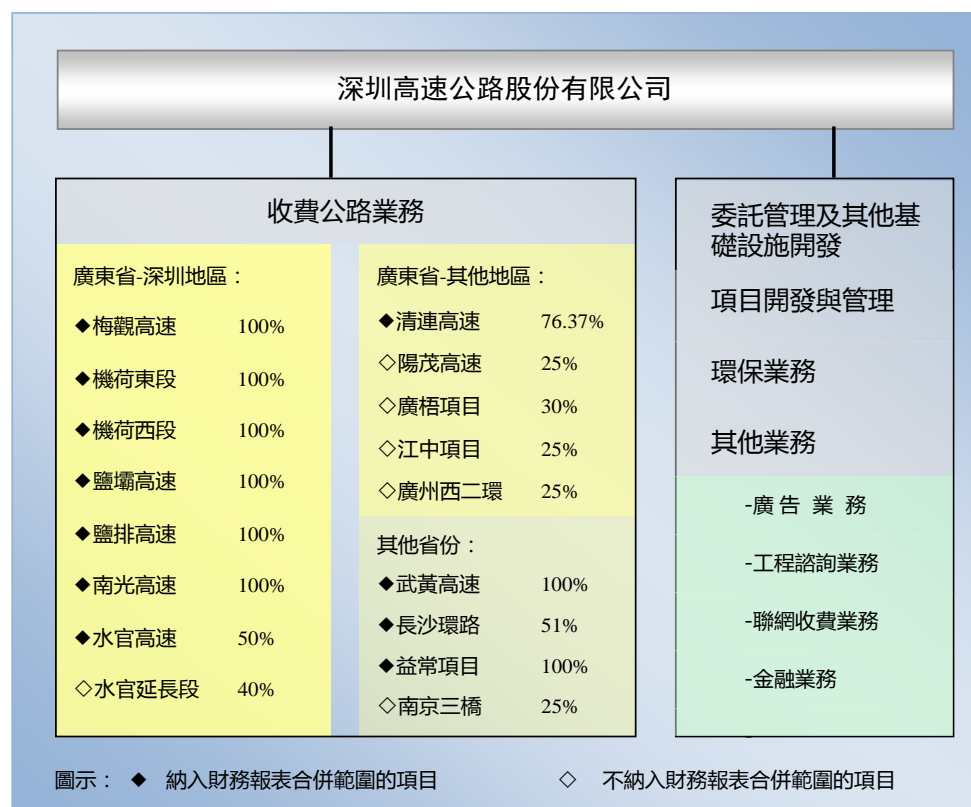 深圳高速公路股份有限公司
收費公路業務
廣東省-深圳地區：
◆梅觀高速 100%
◆機荷東段 100%
◆機荷西段 100%
◆鹽壩高速 100%
◆鹽排高速 100%
◆南光高速 100%
◆水官高速 50%
◇水官延長段 40%
廣東省-其他地區：
◆清連高速 76.37%
◇陽茂高速 25%
◇廣梧項目 30%
◇江中項目 25%
◇廣州西二環 25%
其他省份：
◆武黃高速 100%
◆長沙環路 51%
◆益常項目 100%
◇南京三橋 25%
委託管理及其他基
礎設施開發
項目開發與管理
環保業務
其他業務
-廣告業務
-工程諮詢業務
-聯網收費業務
-金融業務
圖示：◆ 納入財務報表合併範圍的項目 ◇ 不納入財務報表合併範圍的項目